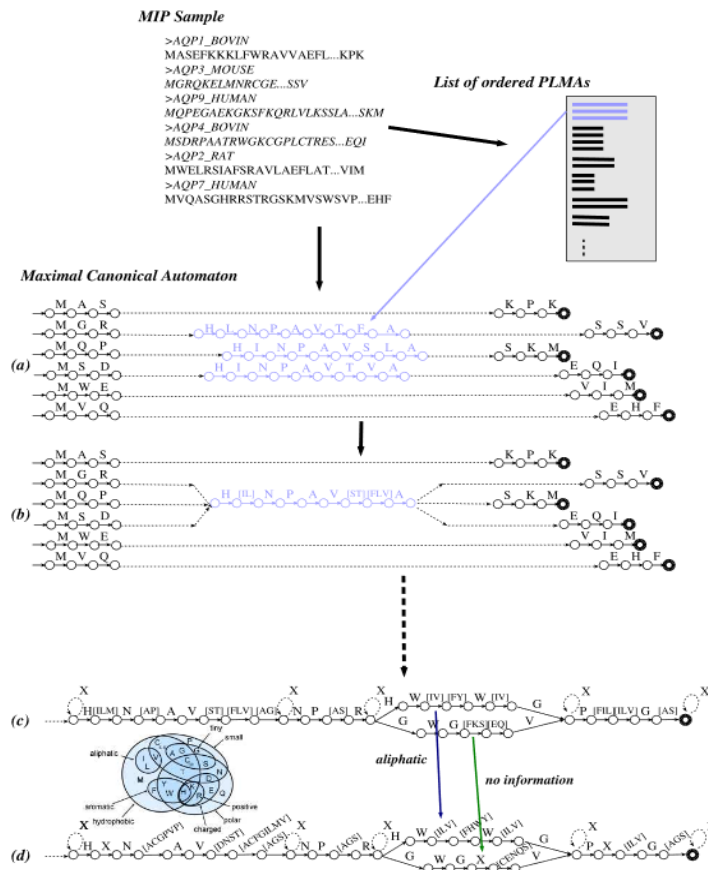 MIP Sample
>AQP1_BOVIN
MASEFKKKLFWRAVVAEFL...KPK
>AQP3_MOUSE
MGRQKELMNRCGE...SSV
>AQP9_HUMAN
MQPEGAEKGKSFKQRLVLKSSLA...SKM
>AQP4_BOVIN
MSDRPAATRWGKCGPLCTRES...EQI
>AQP2_RAT
MWELRSIAFSRAVLAEFLAT...VIM
>AQP7_HUMAN
MVQASGHRRSTRGSKMVSWSVP...EHF
List of ordered PLMAs
Maximal Canonical Automaton
M A S K P K
M G R H L N P A V T F A S S V
(a) M Q P H I N P A V S L A S K M
M S D H I N P A V T V A E Q I
M W E V I M
M V Q E H F
M A S K P K
M G R S S V
(b) M Q P H [IL] N P A V [ST] [FLV] A S K M
M S D E Q I
M W E V I M
M V Q E H F
X X X X X
H W [IV] [FY] W [IV] G
(c) H [ILM] N [AP] A V [ST] [FLV] [AG] N P [AS] R P [FIL] [ILV] G [AS]
G W G [FKS] [EQ] V
tiny
small
aliphatic
aromatic
hydrophobic
positive
polar
charged
aliphatic
no information
X X X X
H W [ILV] [FHWY] W [ILV] G
(d) H X N [ACGPVP] A V [DNST] [ACFGILMV] [AGS] N P [AGS] R P X [ILV] G [AGS]
G W G X [CENQS] V